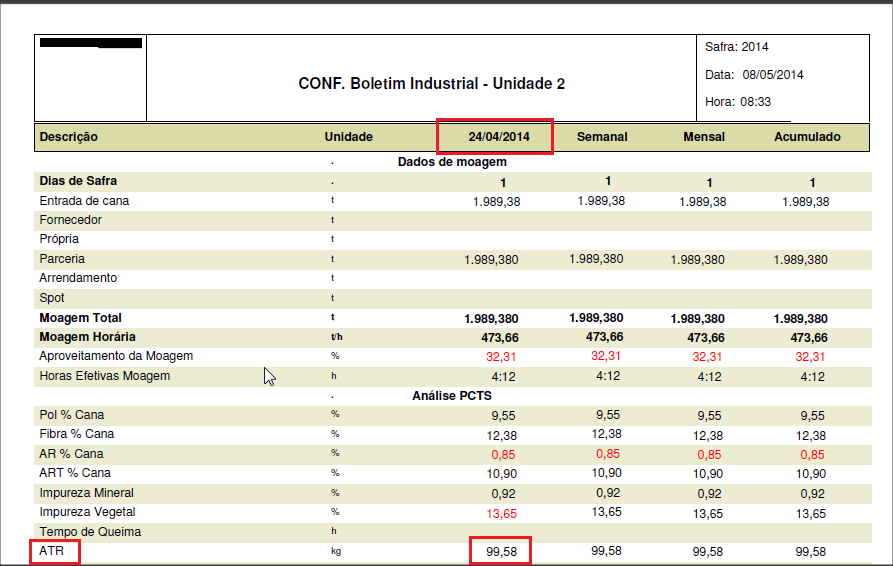 Safra: 2014
CONF. Boletim Industrial - Unidade 2
Data: 08/05/2014
Hora: 08:33
Descrição Unidade 24/04/2014 Semanal Mensal Acumulado
. Dados de moagem
Dias de Safra . 1 1 1 1
Entrada de cana t 1.989,38 1.989,38 1.989,38 1.989,38
Fornecedor t
Própria t
Parceria t 1.989,380 1.989,380 1.989,380 1.989,380
Arrendamento t
Spot t
Moagem Total t 1.989,380 1.989,380 1.989,380 1.989,380
Moagem Horária t/h 473,66 473,66 473,66 473,66
Aproveitamento da Moagem % 32,31 32,31 32,31 32,31
Horas Efetivas Moagem h 4:12 4:12 4:12 4:12
. Análise PCTS
Pol % Cana % 9,55 9,55 9,55 9,55
Fibra % Cana % 12,38 12,38 12,38 12,38
AR % Cana % 0,85 0,85 0,85 0,85
ART % Cana % 10,90 10,90 10,90 10,90
Impureza Mineral % 0,92 0,92 0,92 0,92
Impureza Vegetal % 13,65 13,65 13,65 13,65
Tempo de Queima h
ATR kg 99,58 99,58 99,58 99,58